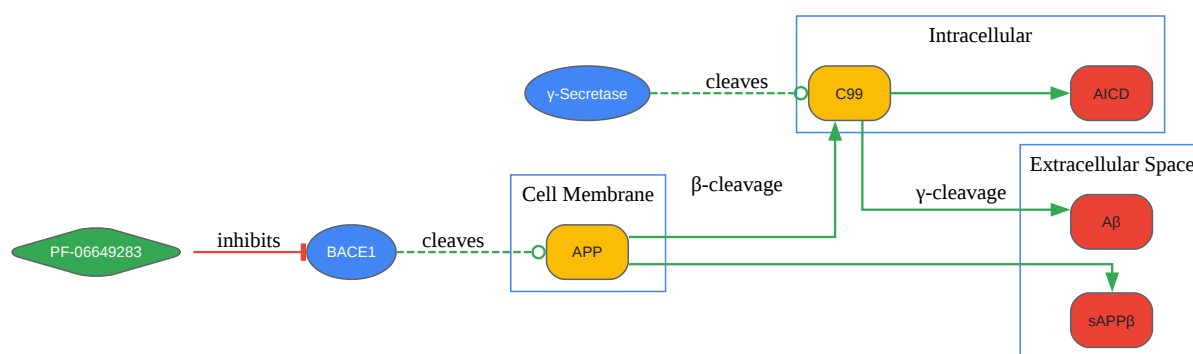 Intracellular
γ-Secretase
cleaves
C99
AICD
Extracellular Space
Cell Membrane
β-cleavage
γ-cleavage
Aβ
PF-06649283
inhibits
BACE1
cleaves
APP
sAPPβ